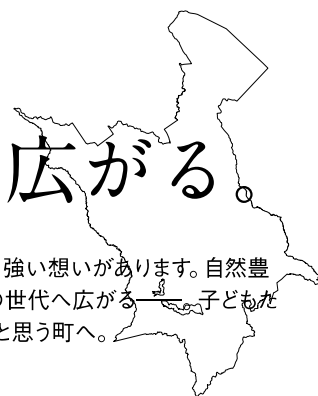 広がる。
強い想いがあります。自然豊
の世代へ広がる——。子どもた
と思う町へ。